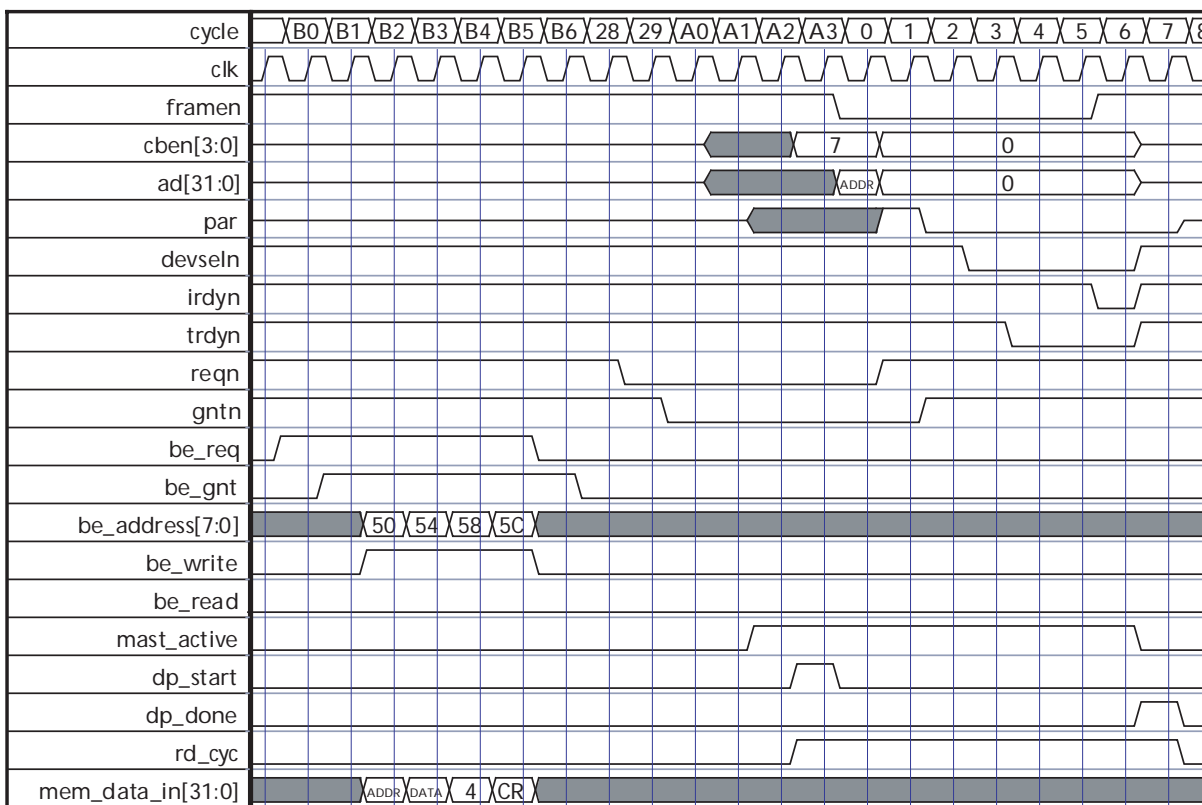 cycle B0 B1 B2 B3 B4 B5 B6 28 29 A0 A1 A2 A3 0 1 2 3 4 5 6 7 8
clk
framen
cben[3:0] 7 0
ad[31:0] ADDR 0
par
devseln
irdyn
trdyn
reqn
gntn
be_req
be_gnt
be_address[7:0] 50 54 58 5C
be_write
be_read
mast_active
dp_start
dp_done
rd_cyc
mem_data_in[31:0] ADDR DATA 4 CR